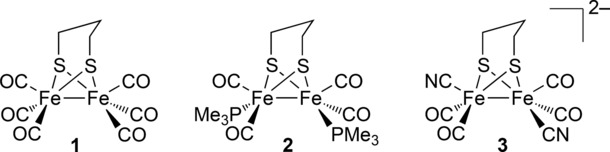 2–
S S S S S S
OC Fe Fe CO OC Fe Fe CO NC Fe Fe CO
OC CO Me3P CO OC CO
OC CO OC PMe3 OC CN
1 2 3